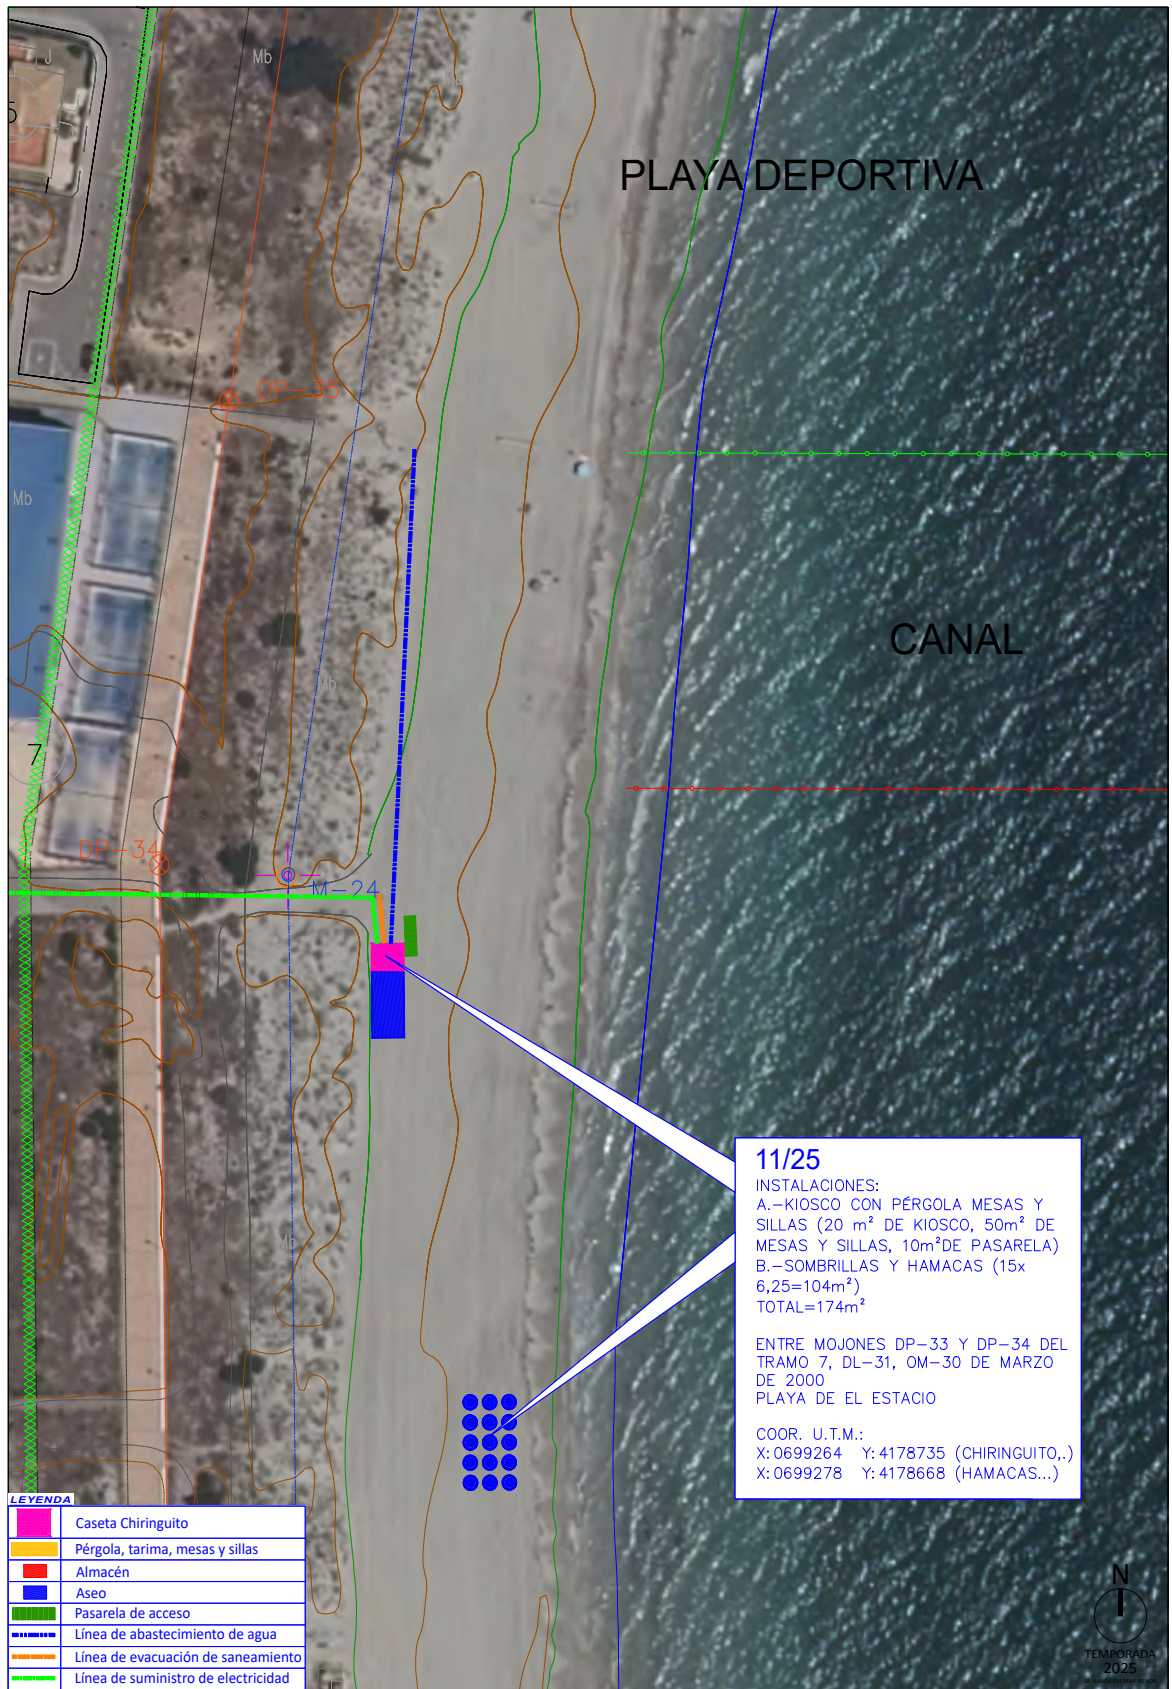 J
Mb
5
PLAYA DEPORTIVA
DP-35
Mb
CANAL
Mb
7
DP-34
M-24
Mb
11/25
INSTALACIONES:
A.-KIOSCO CON PÉRGOLA MESAS Y
SILLAS (20 m² DE KIOSCO, 50m² DE
MESAS Y SILLAS, 10m²DE PASARELA)
B.-SOMBRILLAS Y HAMACAS (15x
6,25=104m²)
TOTAL=174m²
ENTRE MOJONES DP-33 Y DP-34 DEL
TRAMO 7, DL-31, OM-30 DE MARZO
DE 2000
PLAYA DE EL ESTACIO
COOR. U.T.M.:
X: 0699264 Y: 4178735 (CHIRINGUITO,.)
X: 0699278 Y: 4178668 (HAMACAS...)
LEYENDA
Caseta Chiringuito
Pérgola, tarima, mesas y sillas
Almacén
Aseo
Pasarela de acceso
Línea de abastecimiento de agua
Línea de evacuación de saneamiento
Línea de suministro de electricidad
N
TEMPORADA
2025